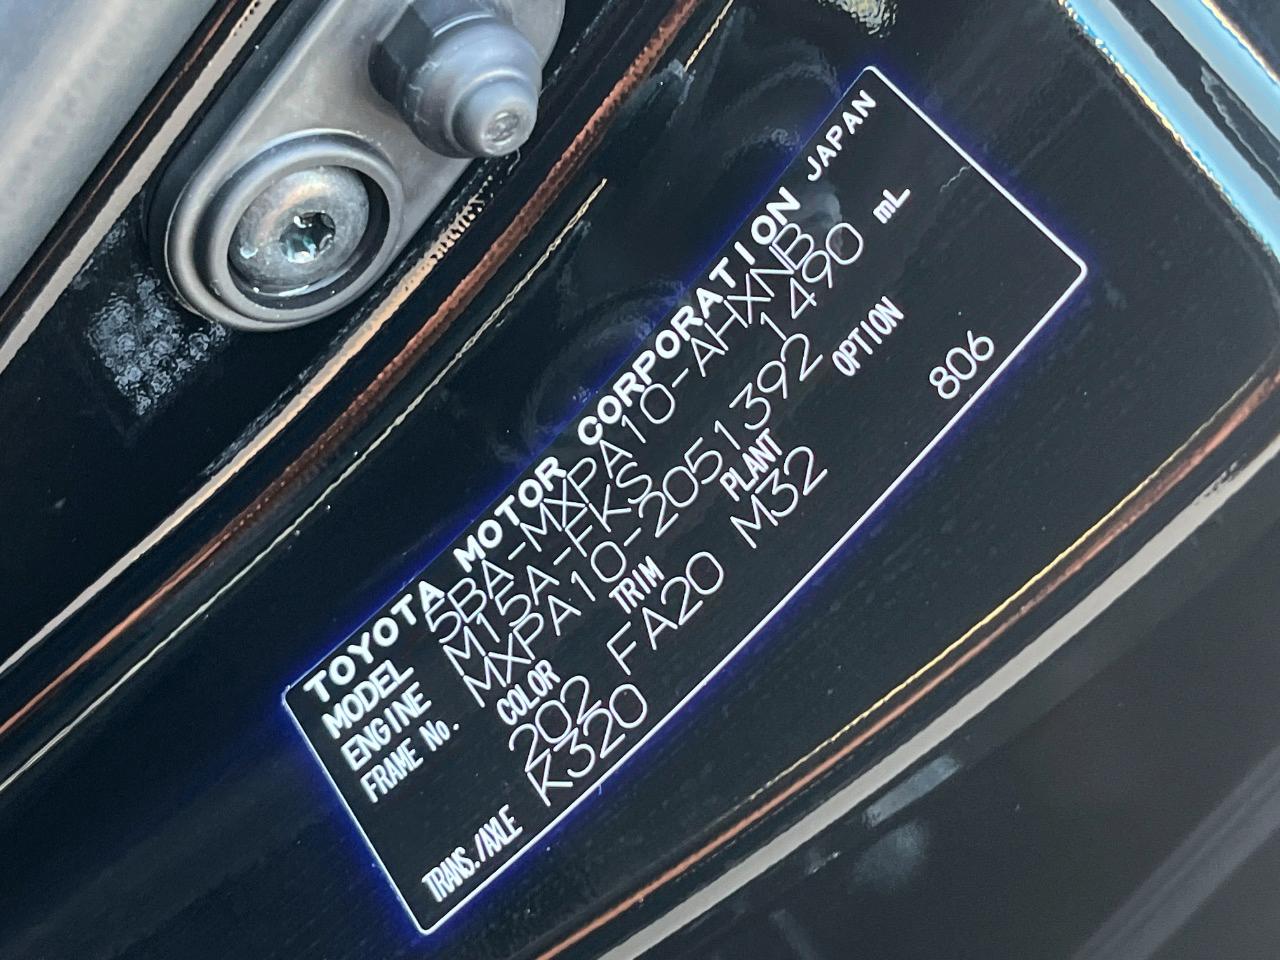 TOYOTA MOTOR CORPORATION JAPAN
MODEL 5BA-MXPA10-AHXNB
ENGINE M15A-FKS 1490 mL
FRAME No. MXPA10-2051392
COLOR TRIM PLANT OPTION
202 FA20 M32
K320 806
TRANS./AXLE